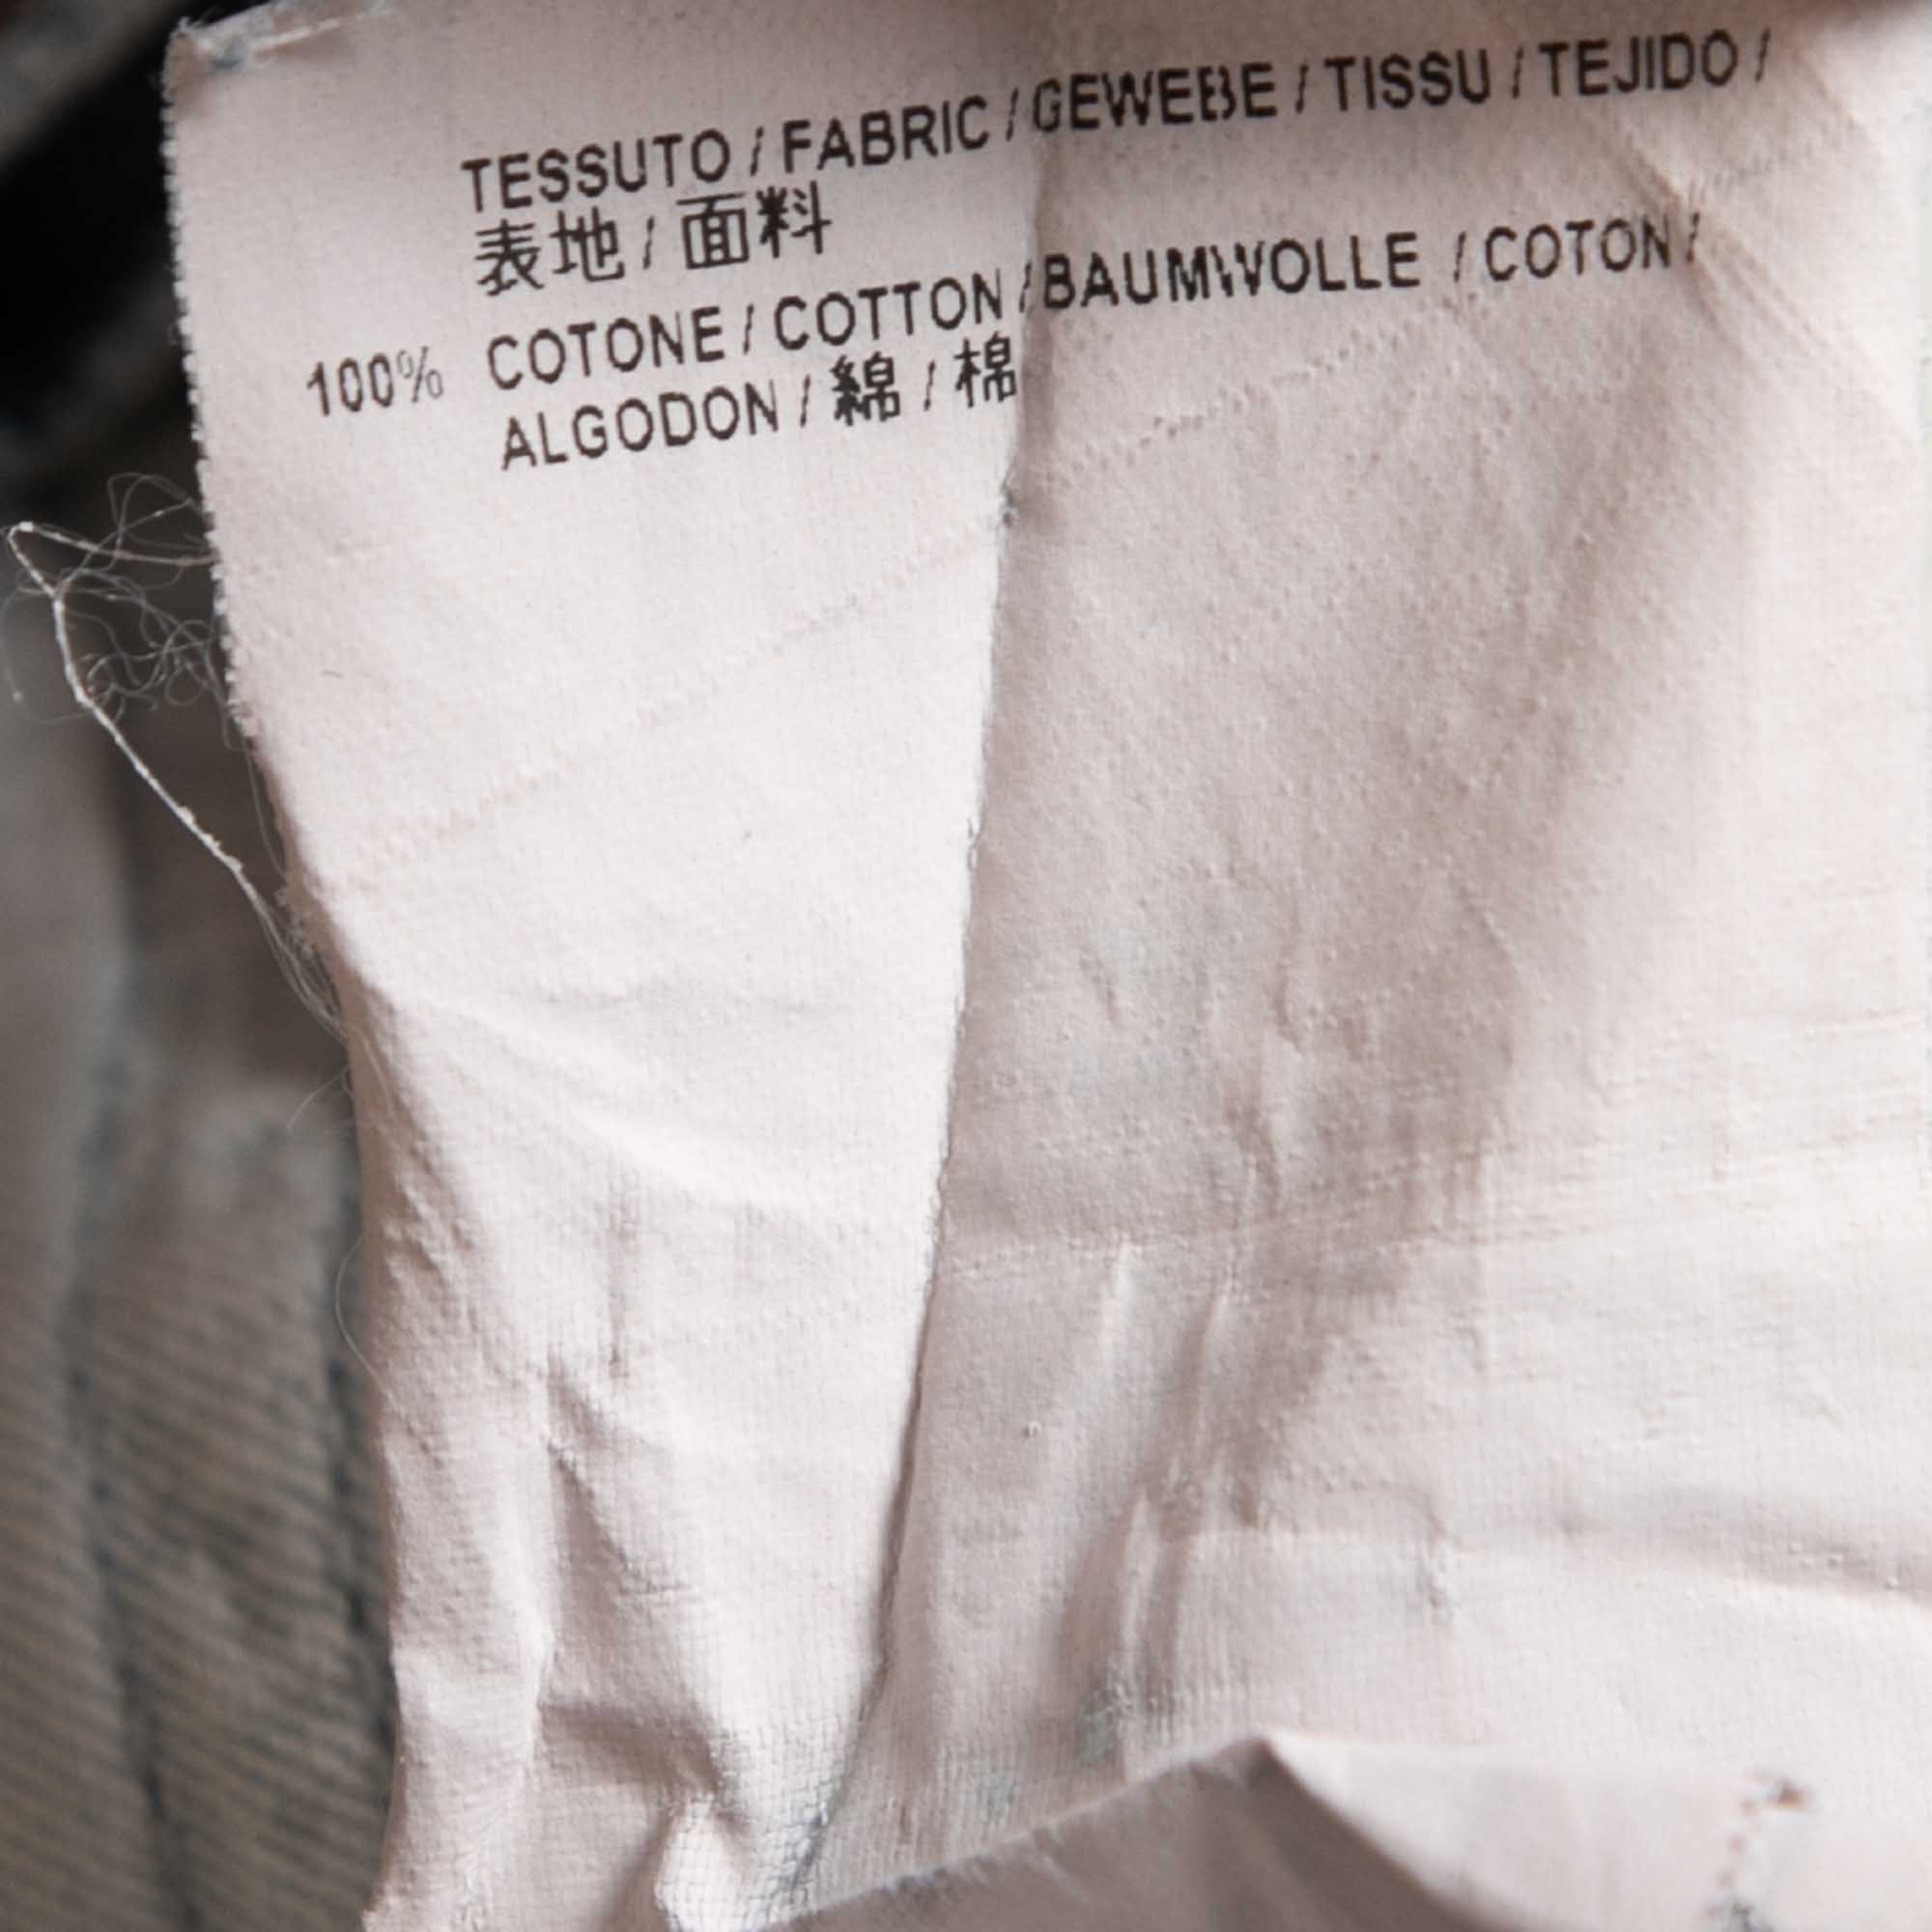 TESSUTO / FABRIC / GEWEBE / TISSU / TEJIDO /
表地 / 面料
100% COTONE / COTTON / BAUMWOLLE / COTON /
ALGODON / 綿 / 棉